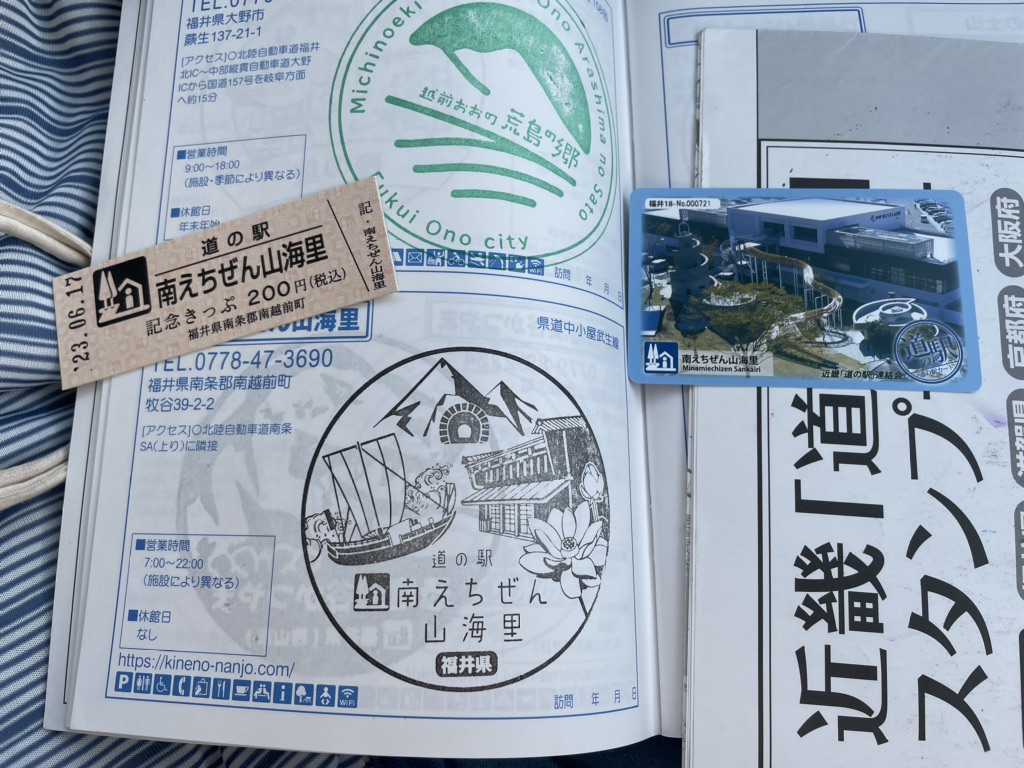 TEL.0779
福井県大野市
蕨生137-21-1
[アクセス]〇北陸自動車道福井
北IC〜中部縦貫自動車道大野
ICから国道157号を岐阜方面
へ約15分
■営業時間
9:00〜18:00
(施設・季節により異なる)
■休館日
年末年始
Michinoeki Ono Arashima no Sato
越前おおの 荒島の郷
Fukui Ono city
WiFi
訪問 年 月 日
道の駅
南えちぜん山海里
記念きっぷ 200円(税込)
福井県南条郡南越前町
'23.06.17
記・南えちぜん山海里
ぜん山海里
県道中小屋武生線
TEL.0778-47-3690
福井県南条郡南越前町
牧谷39-2-2
[アクセス]〇北陸自動車道南条
SA(上り)に隣接
■営業時間
7:00〜22:00
(施設により異なる)
■休館日
なし
https://kineno-nanjo.com/
P
WiFi
訪問 年 月 日
道の駅
南えちぜん
山海里
福井県
福井18-No.000721
南えちぜん山海里
Minamiechizen Sankairi
近畿「道の駅」連絡会
道の駅
近畿「道
スタンプ
大阪府
京都府